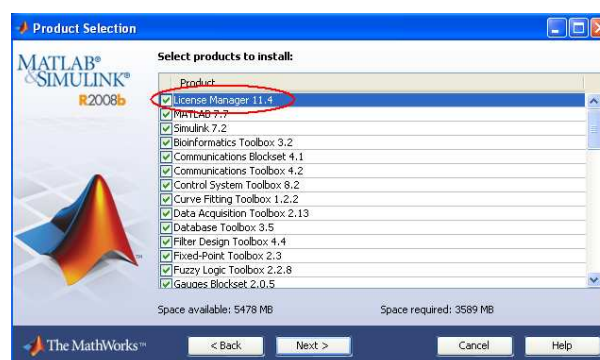 Product Selection
MATLAB®
&SIMULINK®
R2008b
Select products to install:
Product
License Manager 11.4
MATLAB 7.7
Simulink 7.2
Bioinformatics Toolbox 3.2
Communications Blockset 4.1
Communications Toolbox 4.2
Control System Toolbox 8.2
Curve Fitting Toolbox 1.2.2
Data Acquisition Toolbox 2.13
Database Toolbox 3.5
Filter Design Toolbox 4.4
Fixed-Point Toolbox 2.3
Fuzzy Logic Toolbox 2.2.8
Gauges Blockset 2.0.5
Space available: 5478 MB
Space required: 3589 MB
The MathWorks™
< Back
Next >
Cancel
Help